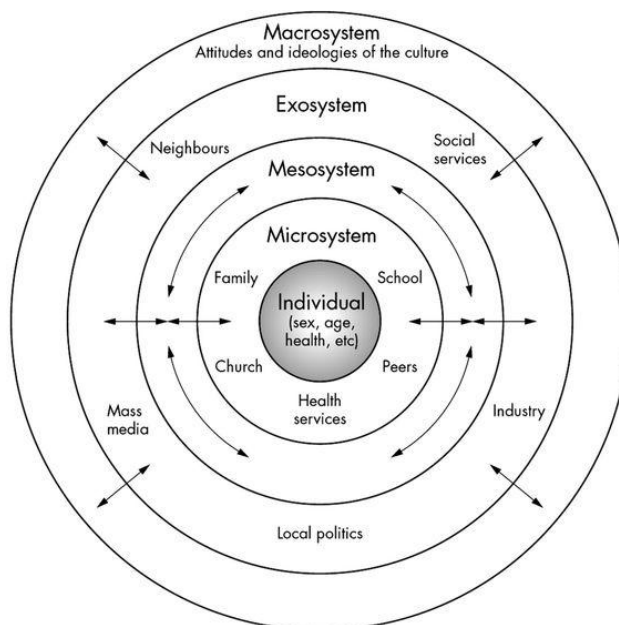 Macrosystem
Attitudes and ideologies of the culture
Exosystem
Neighbours
Social
services
Mesosystem
Microsystem
Family
School
Individual
(sex, age,
health, etc)
Church
Peers
Health
services
Mass
media
Industry
Local politics